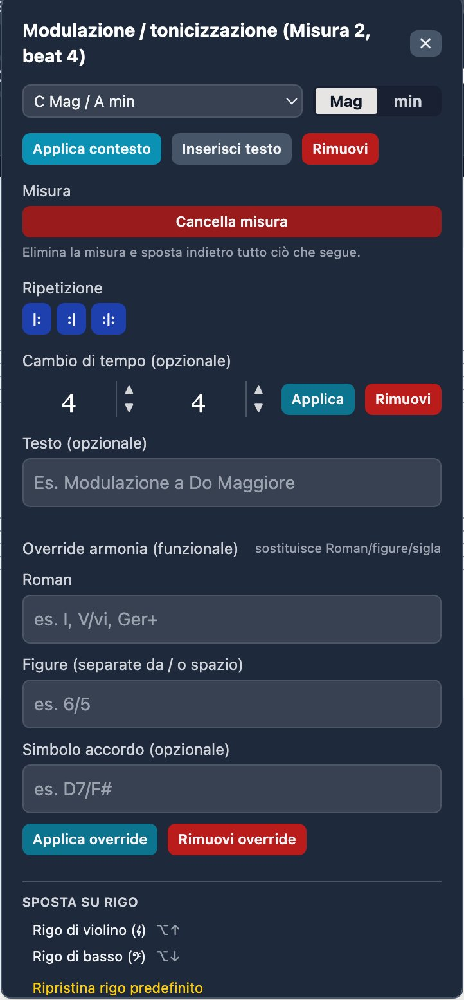 Modulazione / tonicizzazione (Misura 2,
beat 4)
×
C Mag / A min
Mag min
Applica contesto Inserisci testo Rimuovi
Misura
Cancella misura
Elimina la misura e sposta indietro tutto ciò che segue.
Ripetizione
|: :| :|:
Cambio di tempo (opzionale)
4 ▲ ▼ 4 ▲ ▼ Applica Rimuovi
Testo (opzionale)
Es. Modulazione a Do Maggiore
Override armonia (funzionale) sostituisce Roman/figure/sigla
Roman
es. I, V/vi, Ger+
Figure (separate da / o spazio)
es. 6/5
Simbolo accordo (opzionale)
es. D7/F#
Applica override Rimuovi override
SPOSTA SU RIGO
Rigo di violino (𝄞) ⌥↑
Rigo di basso (𝄢) ⌥↓
Ripristina rigo predefinito